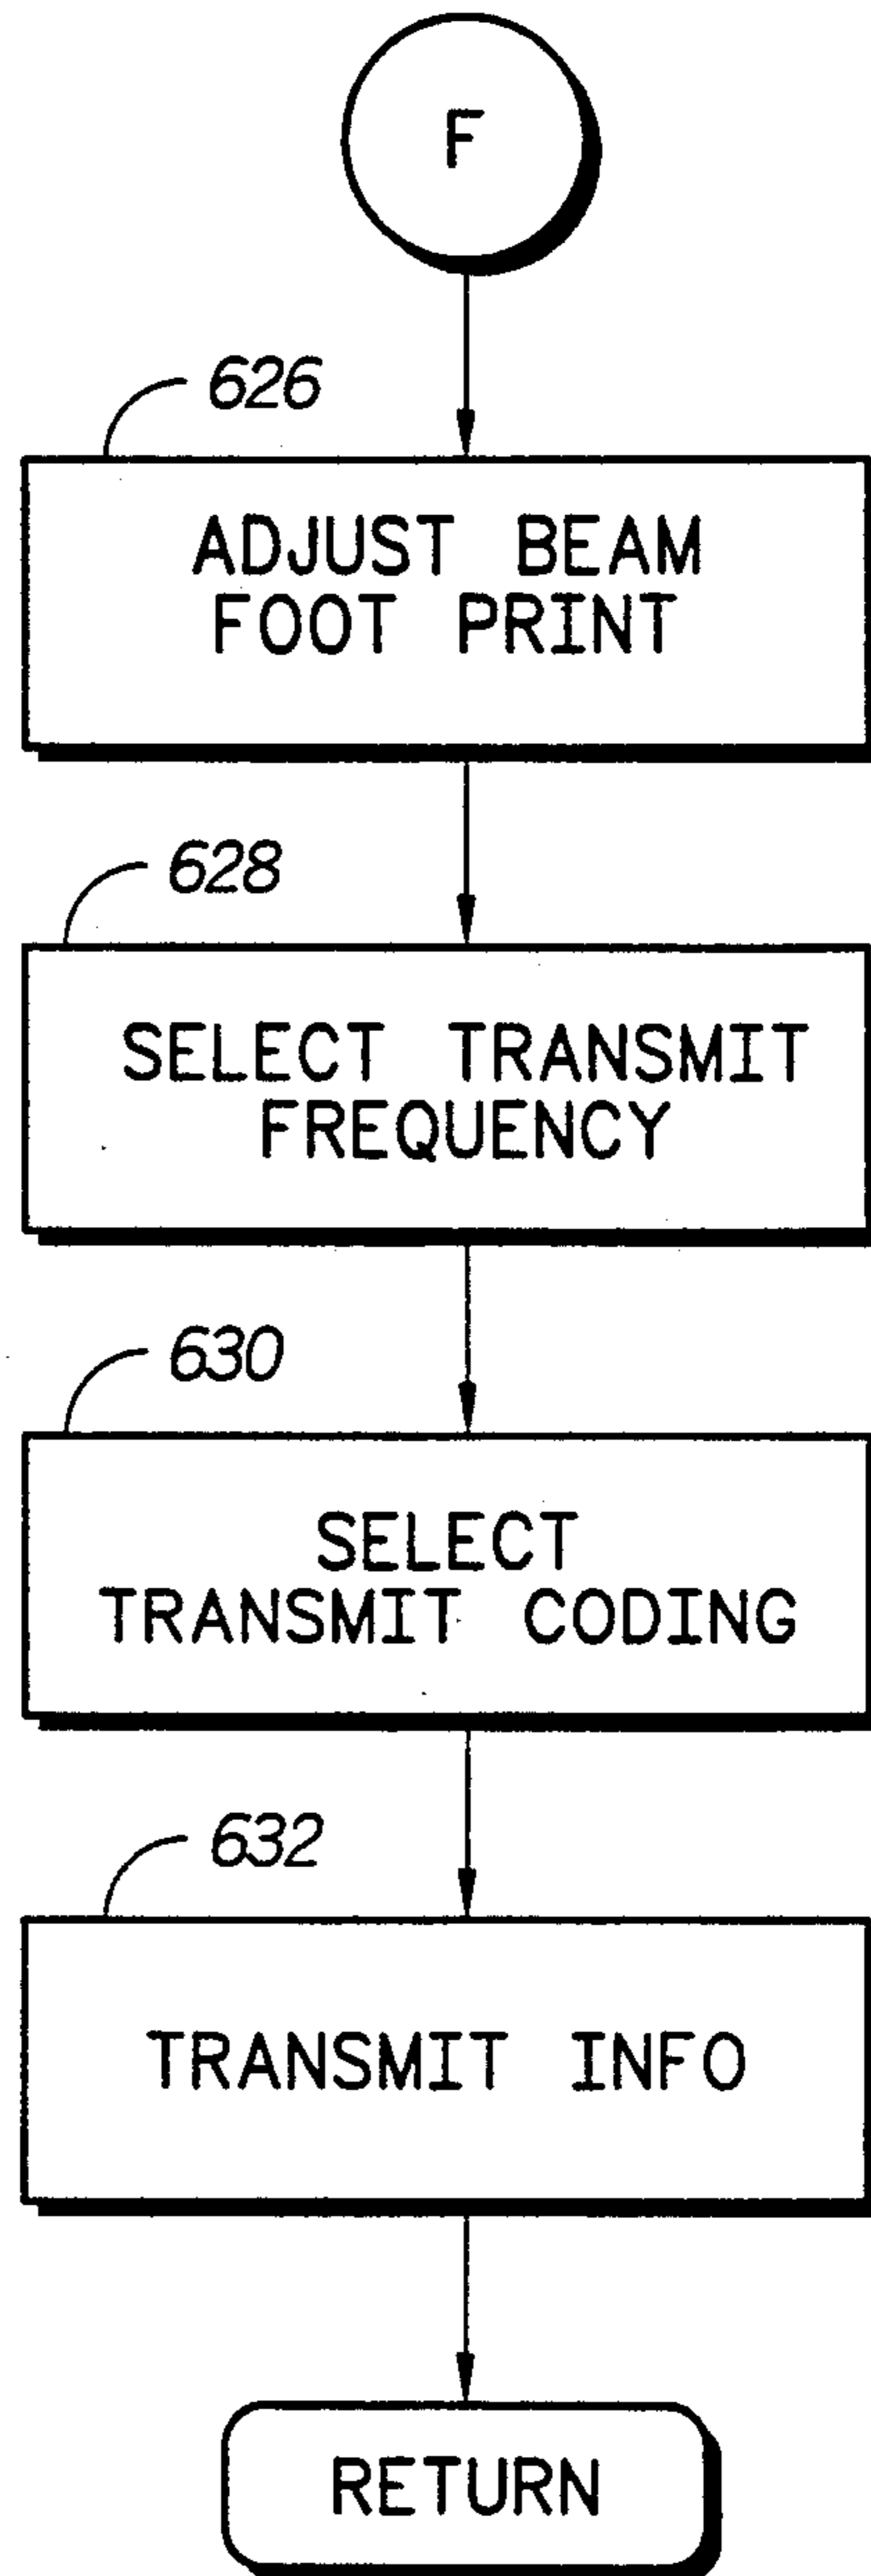 F
626
ADJUST BEAM
FOOT PRINT
628
SELECT TRANSMIT
FREQUENCY
630
SELECT
TRANSMIT CODING
632
TRANSMIT INFO
RETURN